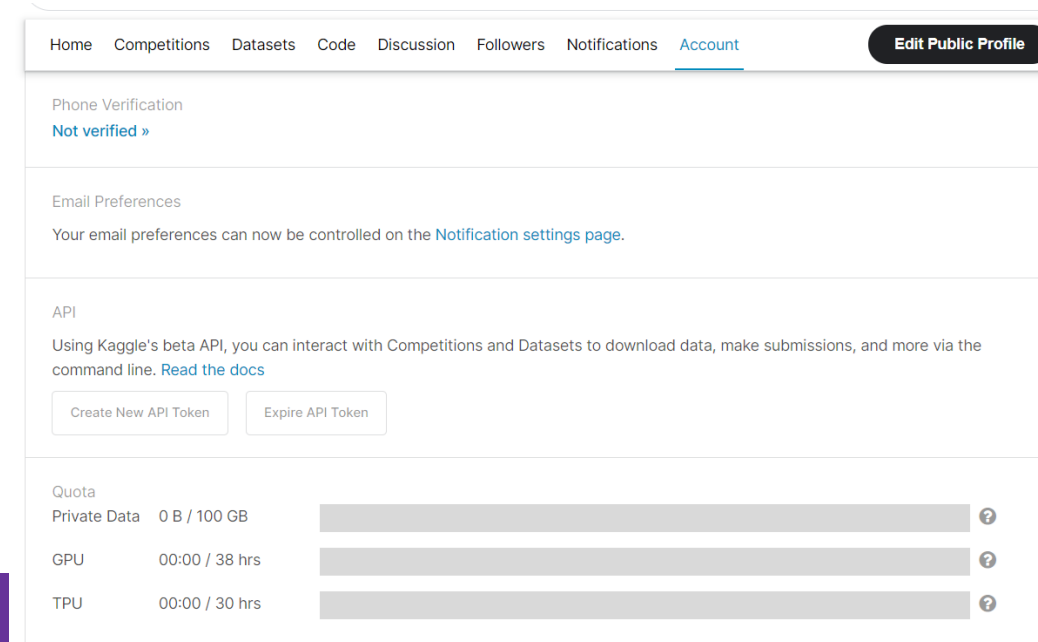 Home Competitions Datasets Code Discussion Followers Notifications Account Edit Public Profile
Phone Verification
Not verified »
Email Preferences
Your email preferences can now be controlled on the Notification settings page.
API
Using Kaggle's beta API, you can interact with Competitions and Datasets to download data, make submissions, and more via the
command line. Read the docs
Create New API Token Expire API Token
Quota
Private Data 0 B / 100 GB ?
GPU 00:00 / 38 hrs ?
TPU 00:00 / 30 hrs ?